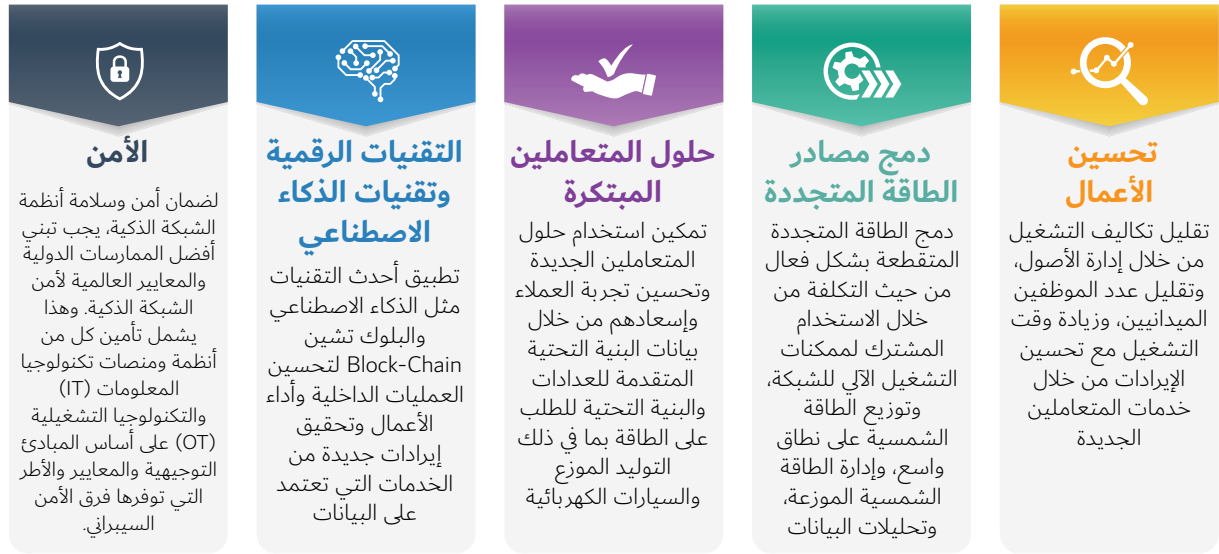 تحسين
الأعمال
تقليل تكاليف التشغيل
من خلال إدارة الأصول،
وتقليل عدد الموظفين
الميدانيين، وزيادة وقت
التشغيل مع تحسين
الإيرادات من خلال
خدمات المتعاملين
الجديدة
دمج مصادر
الطاقة المتجددة
دمج الطاقة المتجددة
المتقطعة بشكل فعال
من حيث التكلفة من
خلال الاستخدام
المشترك لممكنات
التشغيل الآلي للشبكة،
وتوزيع الطاقة
الشمسية على نطاق
واسع، وإدارة الطاقة
الشمسية الموزعة،
وتحليلات البيانات
حلول المتعاملين
المبتكرة
تمكين استخدام حلول
المتعاملين الجديدة
وتحسين تجربة العملاء
وإسعادهم من خلال
بيانات البنية التحتية
المتقدمة للعدادات
والبنية التحتية للطلب
على الطاقة بما في ذلك
التوليد الموزع
والسيارات الكهربائية
التقنيات الرقمية
وتقنيات الذكاء
الاصطناعي
تطبيق أحدث التقنيات
مثل الذكاء الاصطناعي
والبلوك تشين
Block-Chain لتحسين
العمليات الداخلية وأداء
الأعمال وتحقيق
إيرادات جديدة من
الخدمات التي تعتمد
على البيانات
الأمن
لضمان أمن وسلامة أنظمة
الشبكة الذكية، يجب تبني
أفضل الممارسات الدولية
والمعايير العالمية لأمن
الشبكة الذكية. وهذا
يشمل تأمين كل من
أنظمة ومنصات تكنولوجيا
المعلومات (IT)
والتكنولوجيا التشغيلية
(OT) على أساس المبادئ
التوجيهية والمعايير والأطر
التي توفرها فرق الأمن
السيبراني.